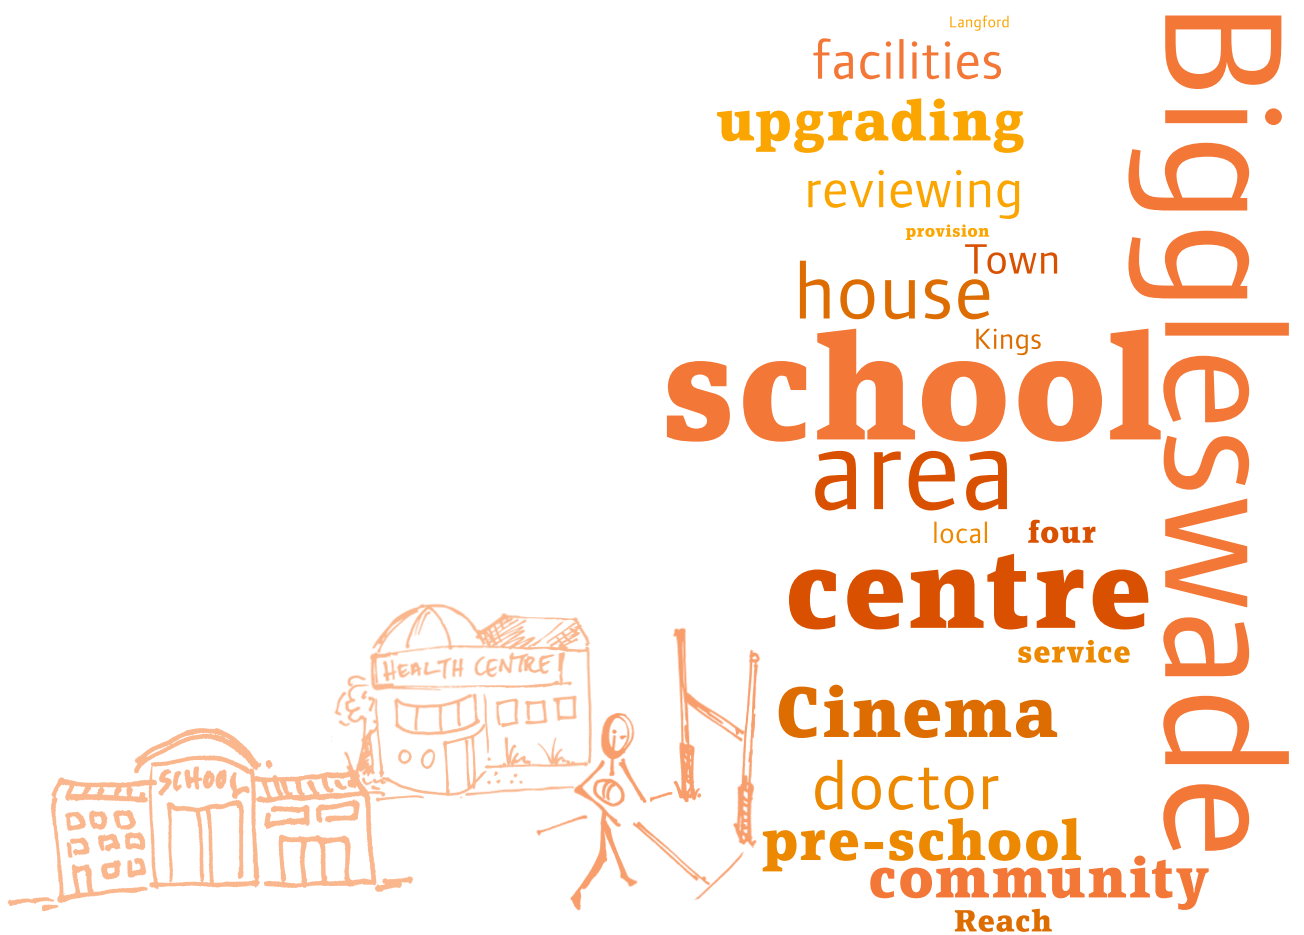 Langford
facilities
upgrading
reviewing
provision
Town
house
Kings
school
area
local
four
centre
service
Cinema
doctor
pre-school
community
Reach
Biggleswade
HEALTH CENTRE!
SCHOOL